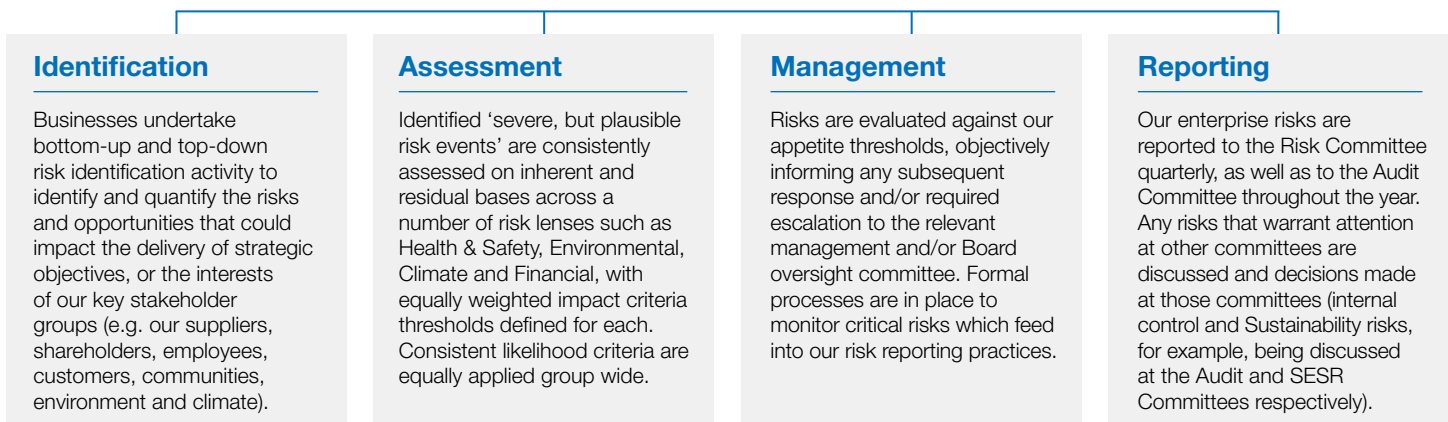 Identification
Businesses undertake
bottom-up and top-down
risk identification activity to
identify and quantify the risks
and opportunities that could
impact the delivery of strategic
objectives, or the interests
of our key stakeholder
groups (e.g. our suppliers,
shareholders, employees,
customers, communities,
environment and climate).
Assessment
Identified ‘severe, but plausible
risk events’ are consistently
assessed on inherent and
residual bases across a
number of risk lenses such as
Health & Safety, Environmental,
Climate and Financial, with
equally weighted impact criteria
thresholds defined for each.
Consistent likelihood criteria are
equally applied group wide.
Management
Risks are evaluated against our
appetite thresholds, objectively
informing any subsequent
response and/or required
escalation to the relevant
management and/or Board
oversight committee. Formal
processes are in place to
monitor critical risks which feed
into our risk reporting practices.
Reporting
Our enterprise risks are
reported to the Risk Committee
quarterly, as well as to the Audit
Committee throughout the year.
Any risks that warrant attention
at other committees are
discussed and decisions made
at those committees (internal
control and Sustainability risks,
for example, being discussed
at the Audit and SESR
Committees respectively).